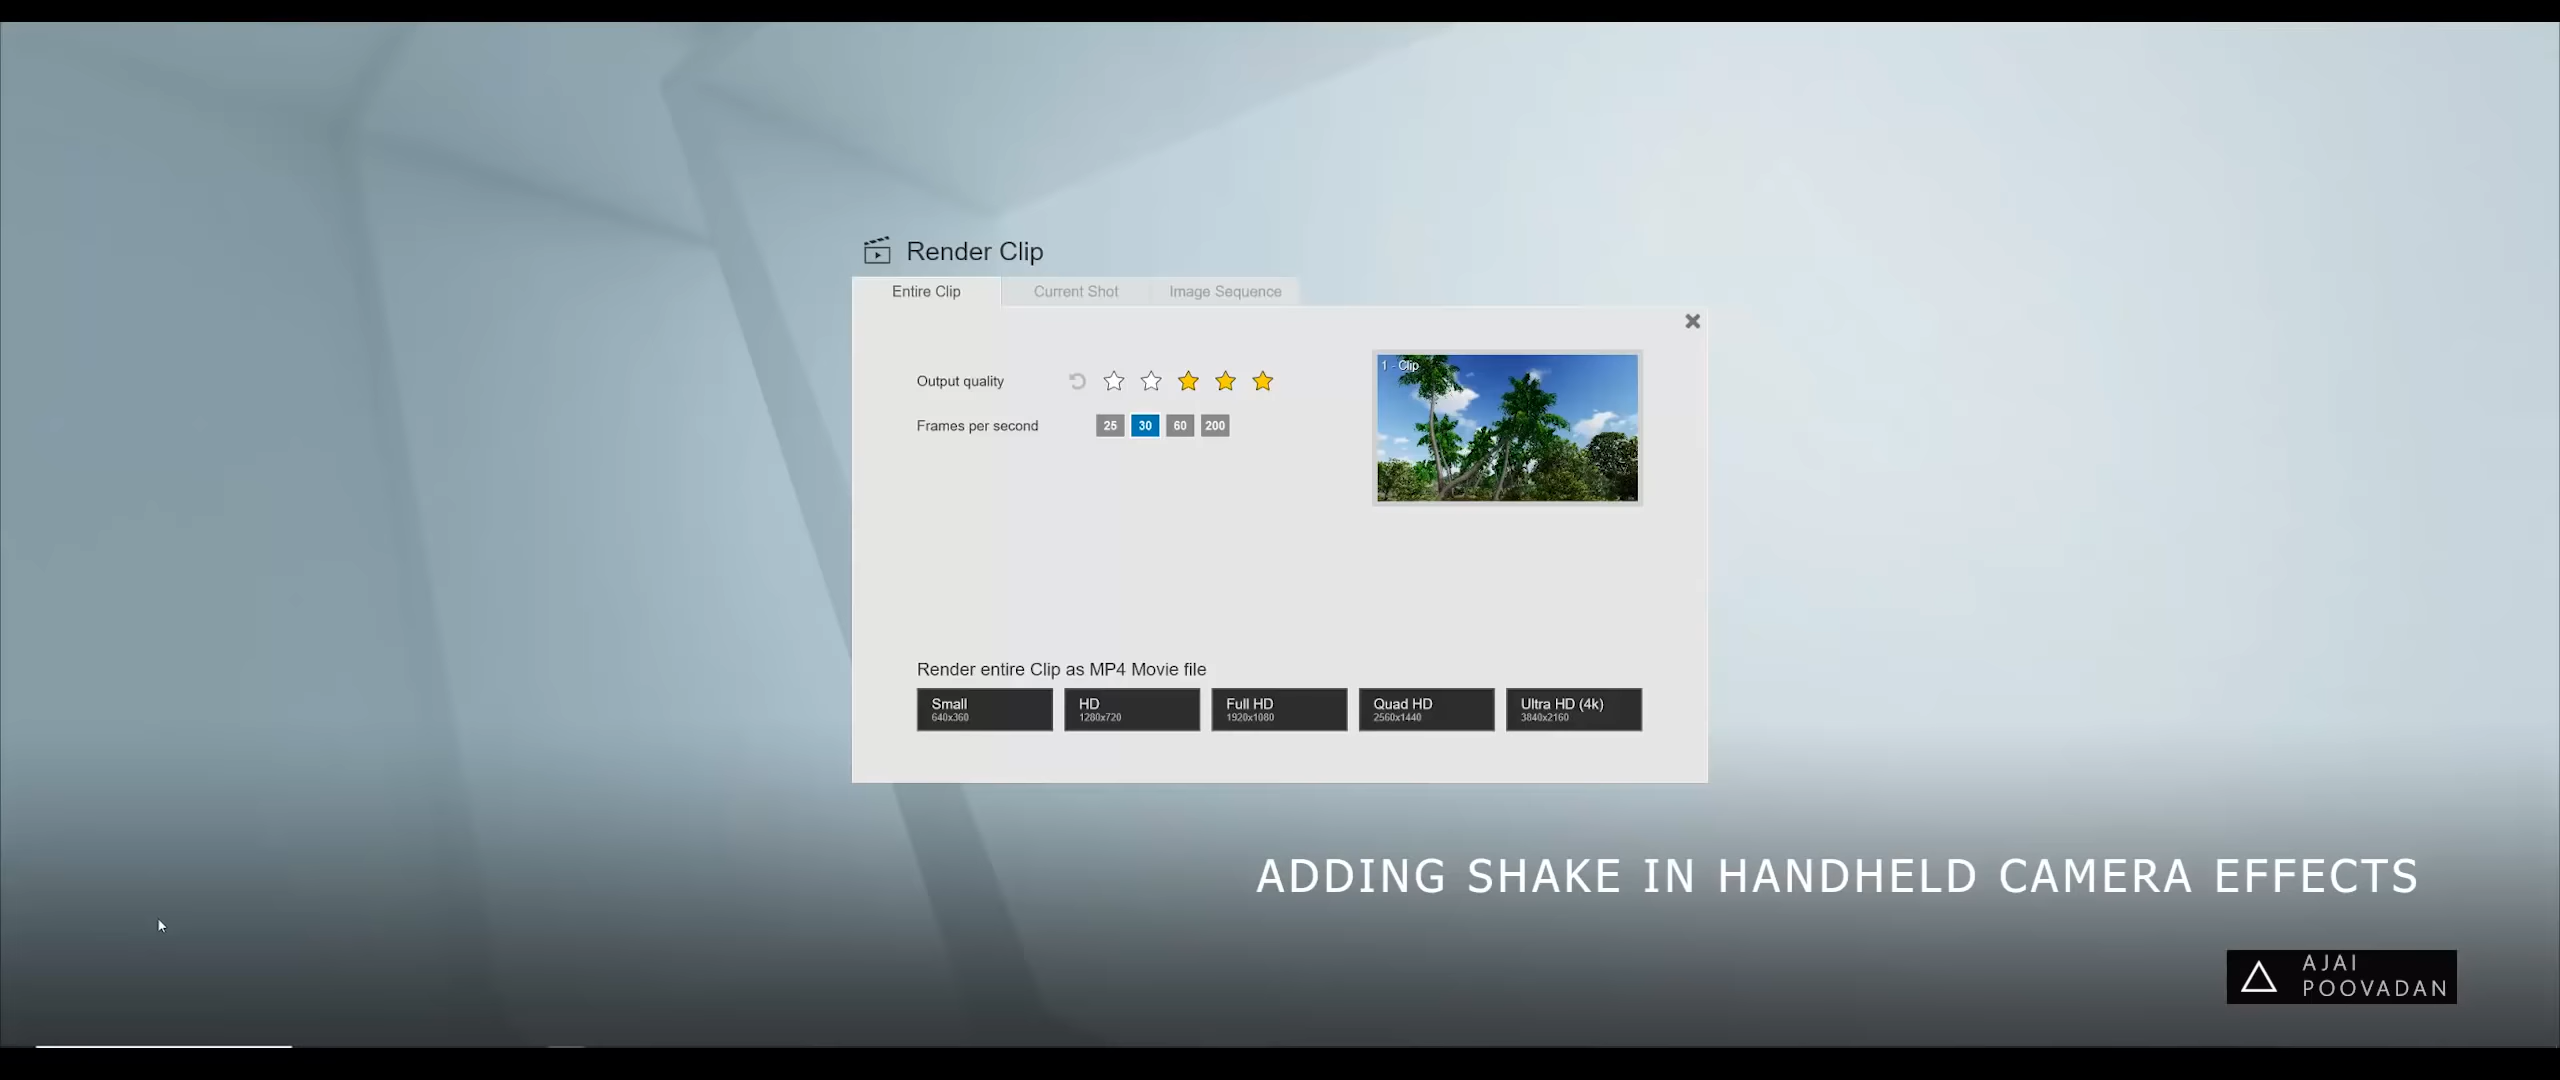 Render Clip
Entire Clip Current Shot Image Sequence
Output quality
Frames per second 25 30 60 200
1 - Clip
Render entire Clip as MP4 Movie file
Small HD Full HD Quad HD Ultra HD (4k)
640x360 1280x720 1920x1080 2560x1440 3840x2160
ADDING SHAKE IN HANDHELD CAMERA EFFECTS
AJAI
POOVADAN